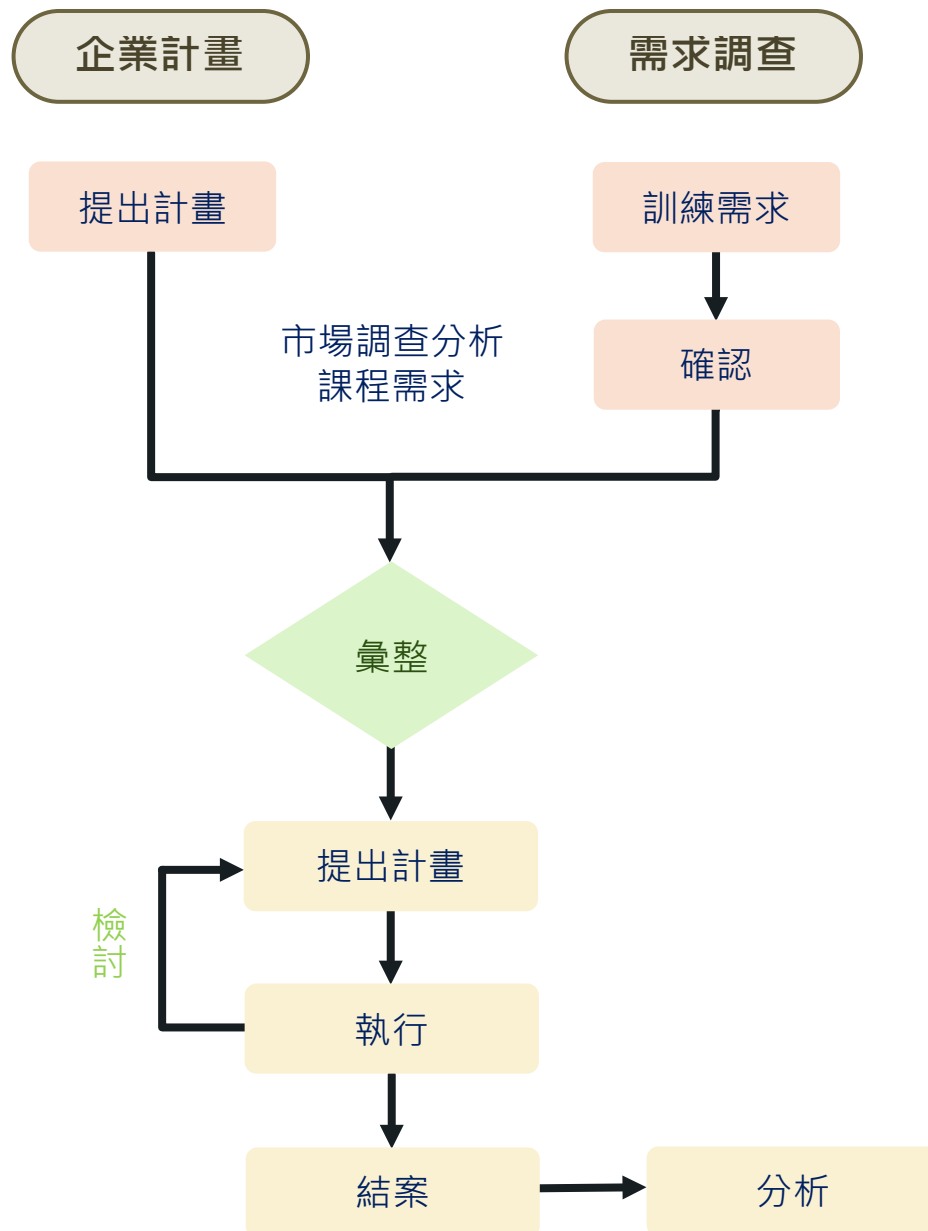 企業計畫
需求調查
提出計畫
訓練需求
市場調查分析
課程需求
確認
彙整
提出計畫
檢討
執行
結案
分析